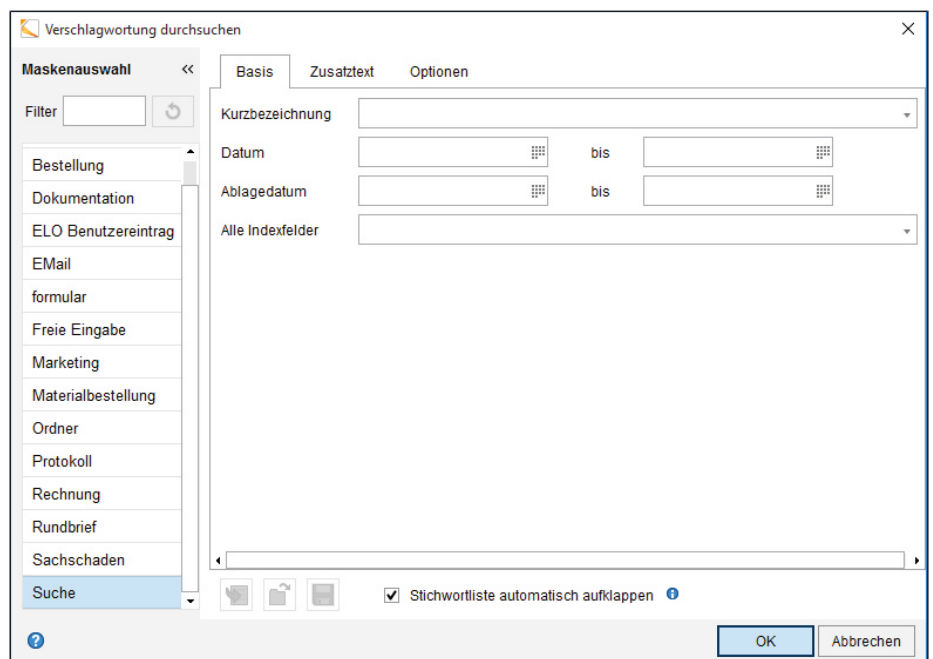 Verschlagwortung durchsuchen
Maskenauswahl
Filter
Bestellung
Dokumentation
ELO Benutzereintrag
EMail
formular
Freie Eingabe
Marketing
Materialbestellung
Ordner
Protokoll
Rechnung
Rundbrief
Sachschaden
Suche
Basis Zusatztext Optionen
Kurzbezeichnung
Datum bis
Ablagedatum bis
Alle Indexfelder
Stichwortliste automatisch aufklappen
OK Abbrechen